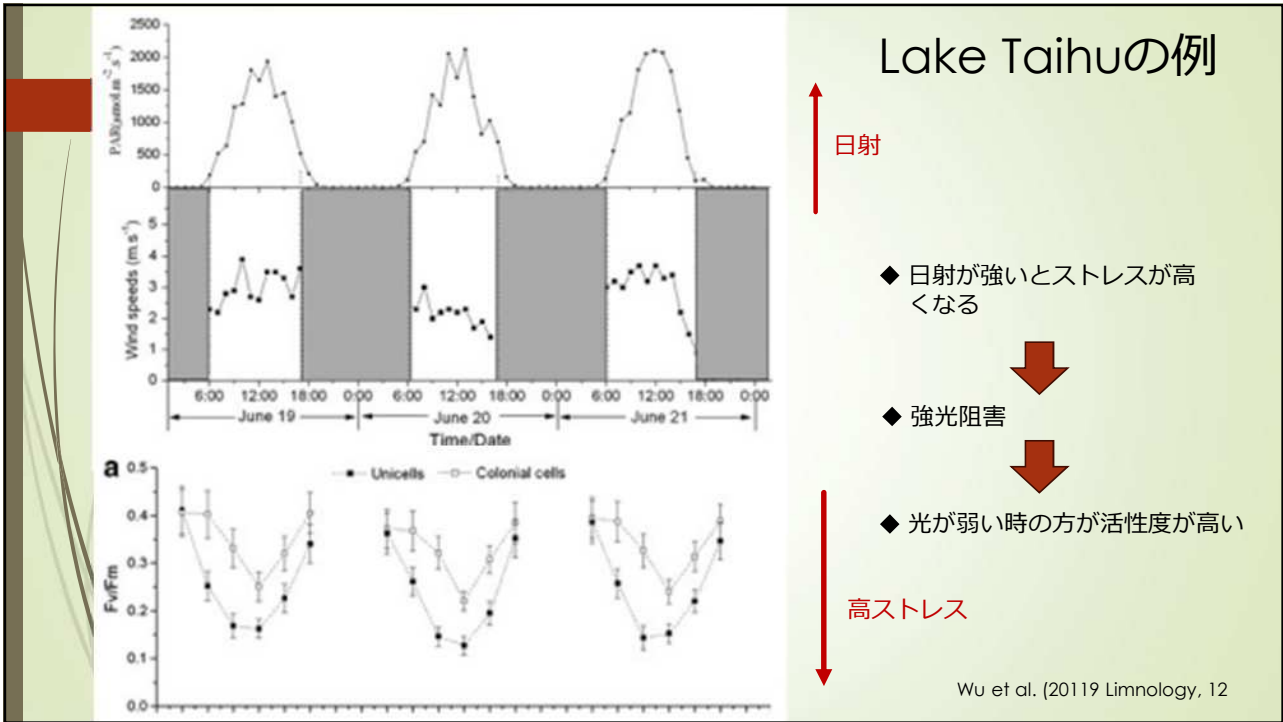 Lake Taihuの例
2500
2000
1500
1000
500
0
PAR(μmol.m-2.s-1)
日射
5
4
3
2
1
0
Wind speeds (m.s-1)
6:00 12:00 18:00 0:00 6:00 12:00 18:00 0:00 6:00 12:00 18:00 0:00
June 19 June 20 June 21
Time/Date
◆ 日射が強いとストレスが高
くなる
◆ 強光阻害
◆ 光が弱い時の方が活性度が高い
a
0.5
0.4
0.3
0.2
0.1
0.0
Fv/Fm
Unicells Colonial cells
高ストレス
Wu et al. (20119 Limnology, 12